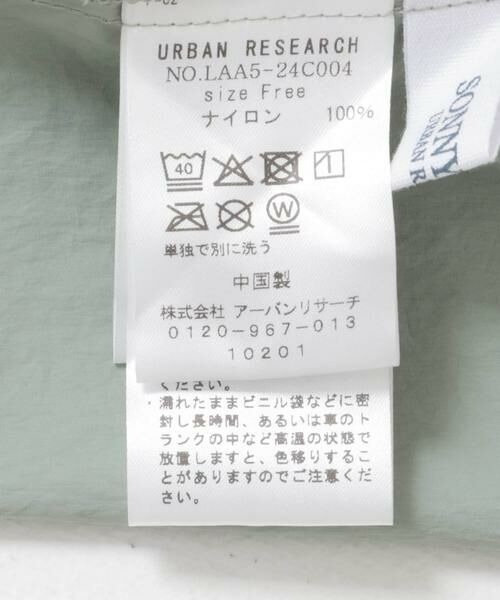 URBAN RESEARCH
NO.LAA5-24C004
size Free
ナイロン 100%
40
W
単独で別に洗う
中国製
株式会社 アーバンリサーチ
0120-967-013
10201
ください。
・濡れたままビニル袋などに密
封し長時間、あるいは車のト
ランクの中など高温の状態で
放置しますと、色移りするこ
とがありますのでご注意くだ
さい。
SONNY
URBAN R